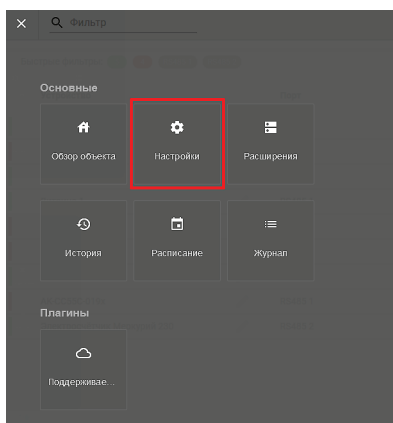 Фильтр
Основные
Обзор объекта
Настройки
Расширения
История
Расписание
Журнал
Плагины
Поддерживае...